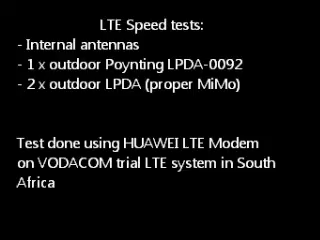 LTE Speed tests:
- Internal antennas
- 1 x outdoor Poynting LPDA-0092
- 2 x outdoor LPDA (proper MiMo)
Test done using HUAWEI LTE Modem
on VODACOM trial LTE system in South
Africa